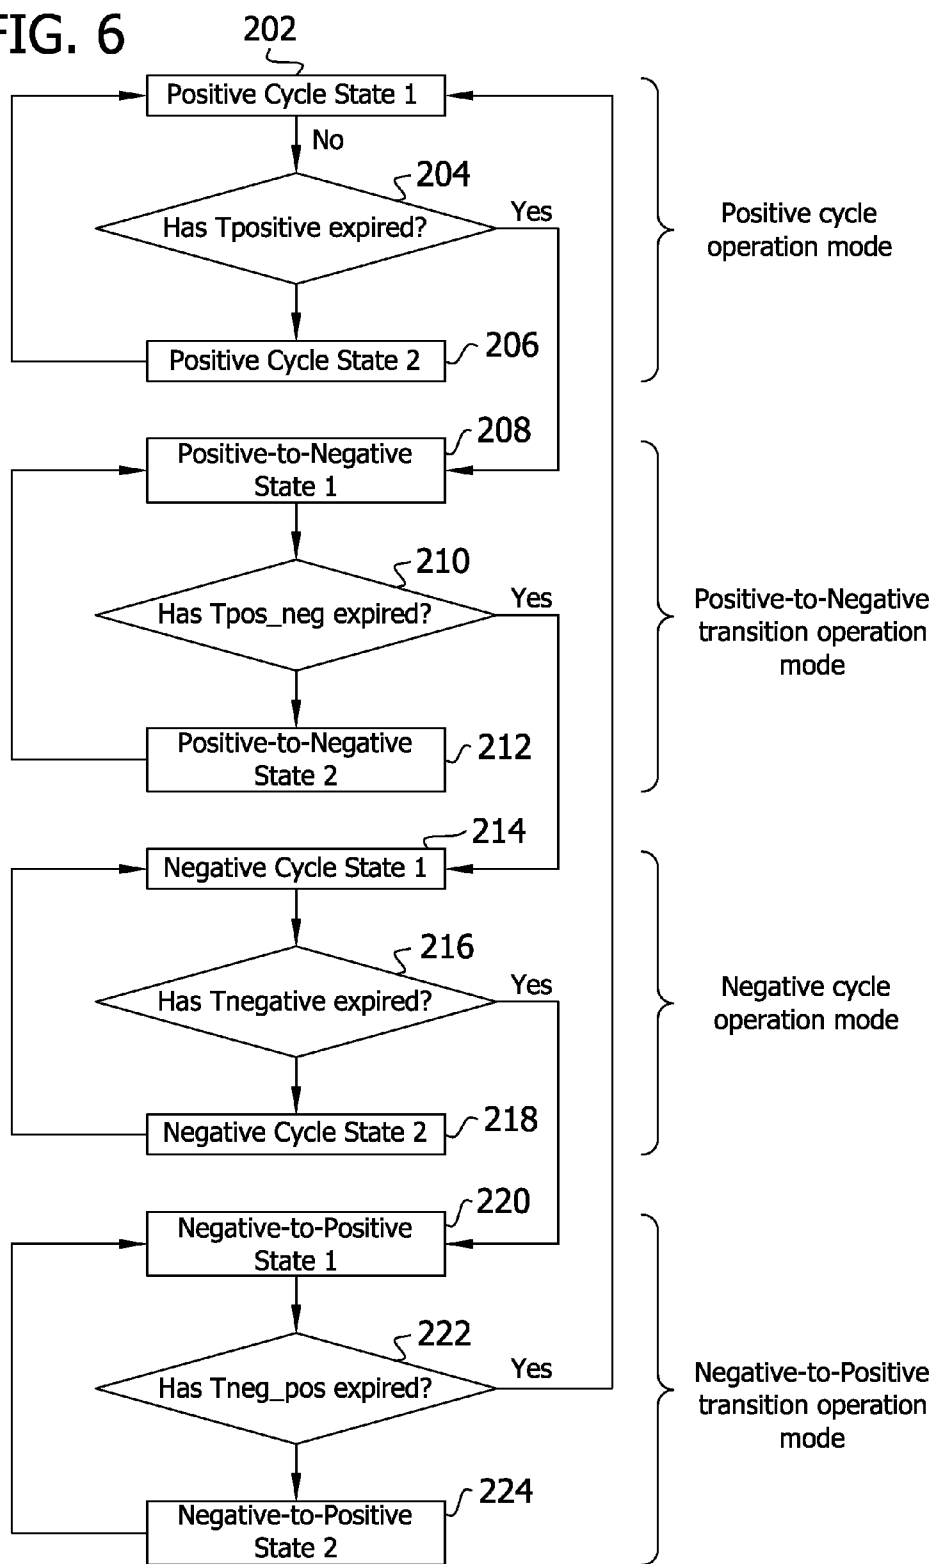 FIG. 6
202
Positive Cycle State 1
No
204
Has Tpositive expired?
Yes
Positive cycle
operation mode
Positive Cycle State 2
206
208
Positive-to-Negative
State 1
210
Has Tpos_neg expired?
Yes
Positive-to-Negative
transition operation
mode
Positive-to-Negative
State 2
212
214
Negative Cycle State 1
216
Has Tnegative expired?
Yes
Negative cycle
operation mode
Negative Cycle State 2
218
220
Negative-to-Positive
State 1
222
Has Tneg_pos expired?
Yes
Negative-to-Positive
transition operation
mode
224
Negative-to-Positive
State 2